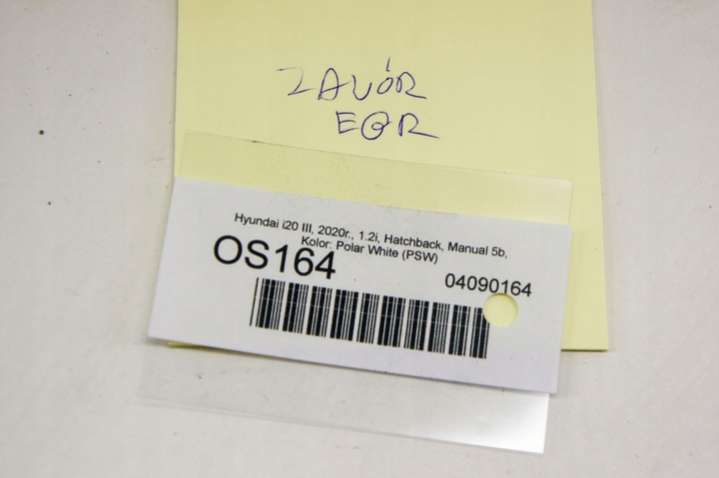 ZAWÓR
EGR
Hyundai i20 III, 2020r., 1.2i, Hatchback, Manual 5b,
Kolor: Polar White (PSW)
OS164
04090164